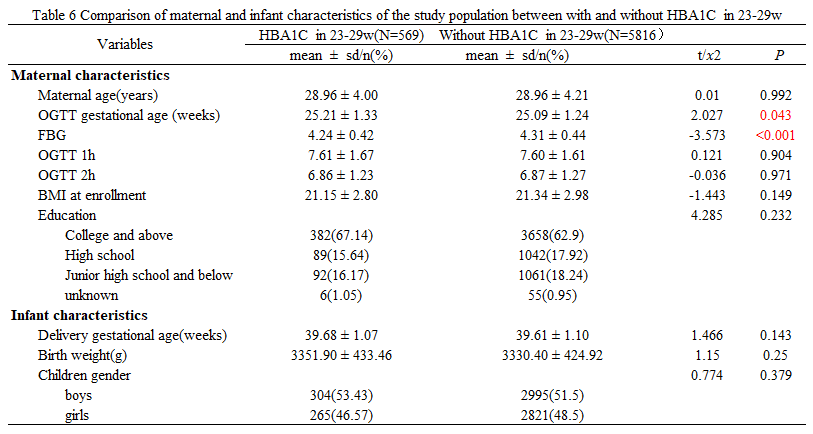 Table 6 Comparison of maternal and infant characteristics of the study population between with and without HBA1C in 23-29w
Variables HBA1C in 23-29w(N=569) Without HBA1C in 23-29w(N=5816）
mean ± sd/n(%) mean ± sd/n(%) t/x2 P
Maternal characteristics
Maternal age(years) 28.96 ± 4.00 28.96 ± 4.21 0.01 0.992
OGTT gestational age (weeks) 25.21 ± 1.33 25.09 ± 1.24 2.027 0.043
FBG 4.24 ± 0.42 4.31 ± 0.44 -3.573 <0.001
OGTT 1h 7.61 ± 1.67 7.60 ± 1.61 0.121 0.904
OGTT 2h 6.86 ± 1.23 6.87 ± 1.27 -0.036 0.971
BMI at enrollment 21.15 ± 2.80 21.34 ± 2.98 -1.443 0.149
Education 4.285 0.232
College and above 382(67.14) 3658(62.9)
High school 89(15.64) 1042(17.92)
Junior high school and below 92(16.17) 1061(18.24)
unknown 6(1.05) 55(0.95)
Infant characteristics
Delivery gestational age(weeks) 39.68 ± 1.07 39.61 ± 1.10 1.466 0.143
Birth weight(g) 3351.90 ± 433.46 3330.40 ± 424.92 1.15 0.25
Children gender 0.774 0.379
boys 304(53.43) 2995(51.5)
girls 265(46.57) 2821(48.5)